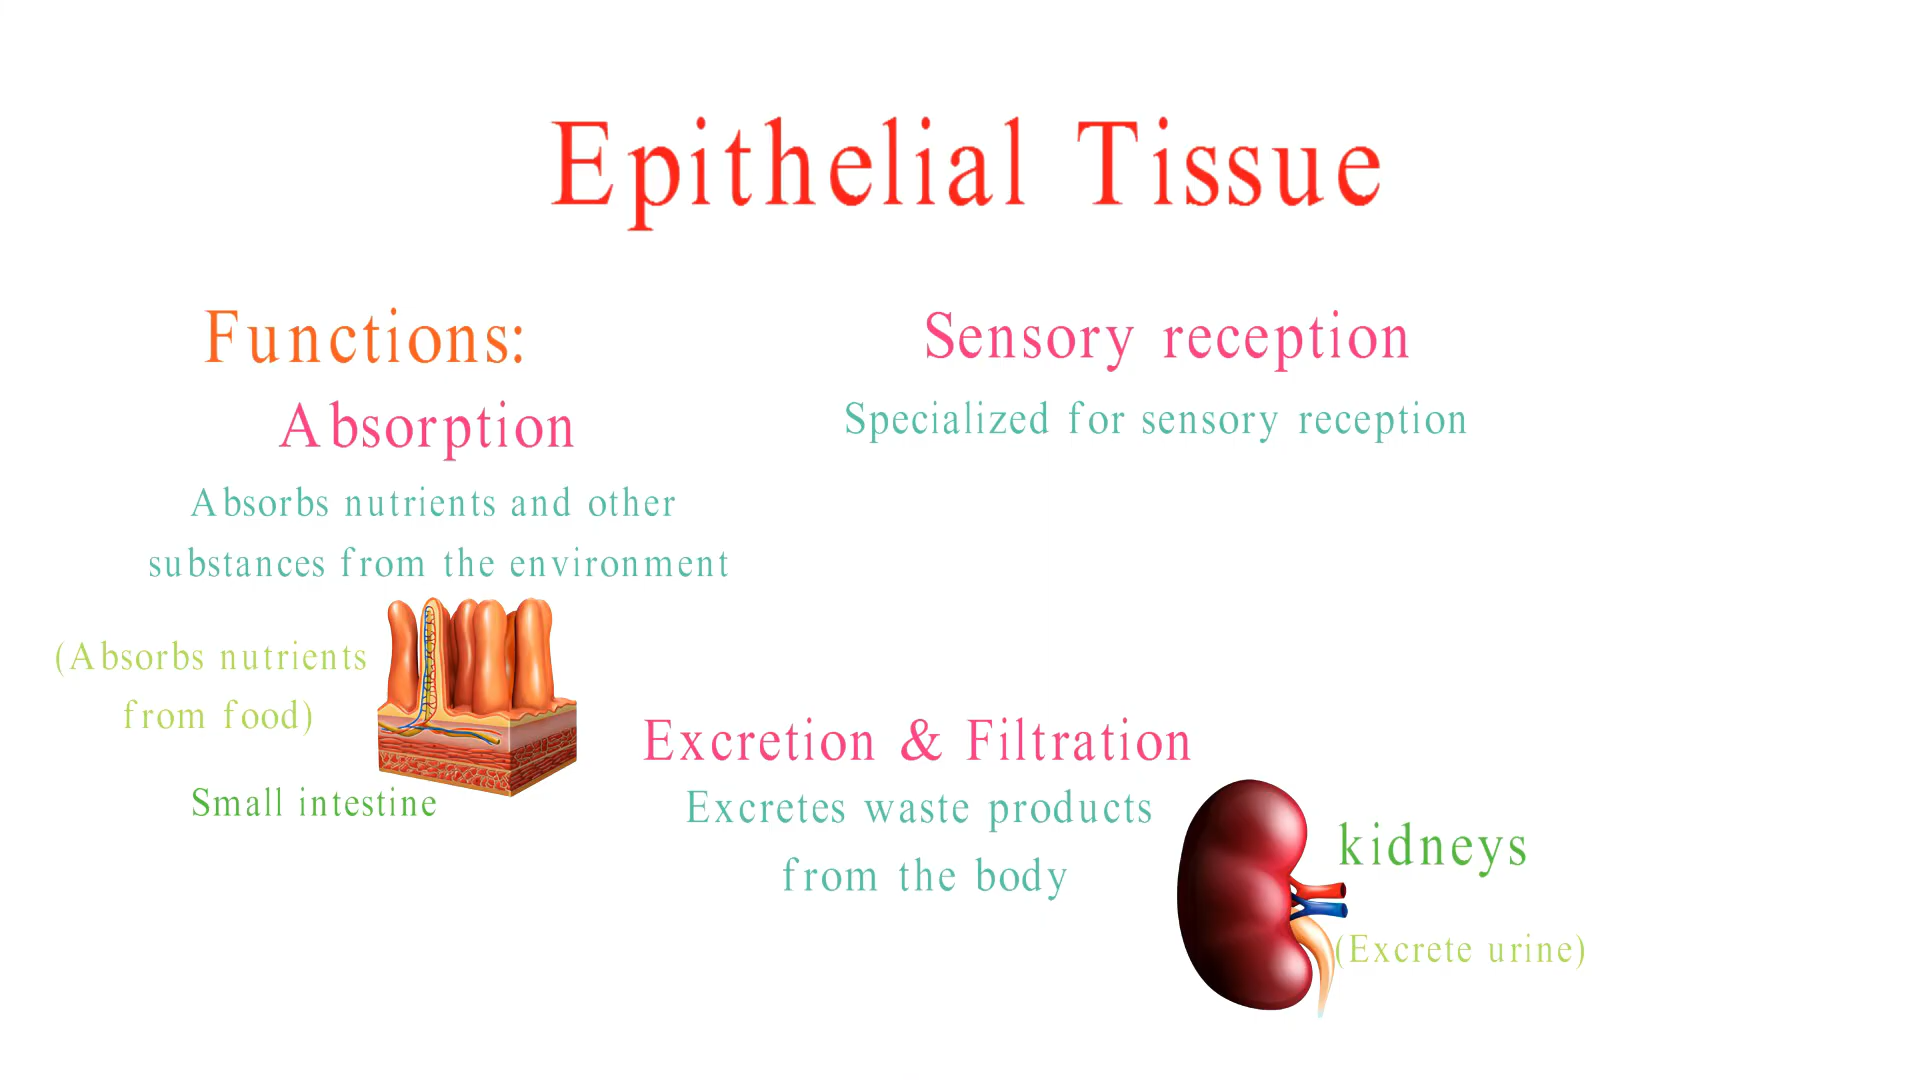 Epithelial Tissue
Functions:
Absorption
Absorbs nutrients and other
substances from the environment
(Absorbs nutrients
from food)
Small intestine
Sensory reception
Specialized for sensory reception
Excretion & Filtration
Excretes waste products
from the body
kidneys
(Excrete urine)